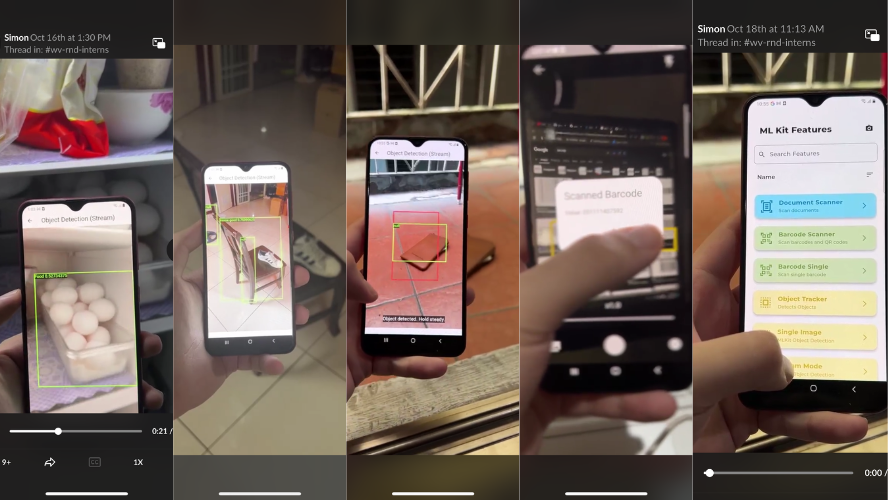 Simon Oct 16th at 1:30 PM
Thread in: #wv-rnd-interns
Object Detection (Stream)
0:21 /
9+
CC
1X
Object Detection (Stream)
Object Detection (Stream)
Object detected. Hold steady
Google
Scanned Barcode
Simon Oct 18th at 11:13 AM
Thread in: #wv-rnd-interns
ML Kit Features
Search Features
Name
Document Scanner
Scan documents
Barcode Scanner
Scan barcodes and QR codes
Barcode Single
Scan single barcode
Object Tracker
Detects Objects
Single Image
Object Detection
Mode
0:00 /